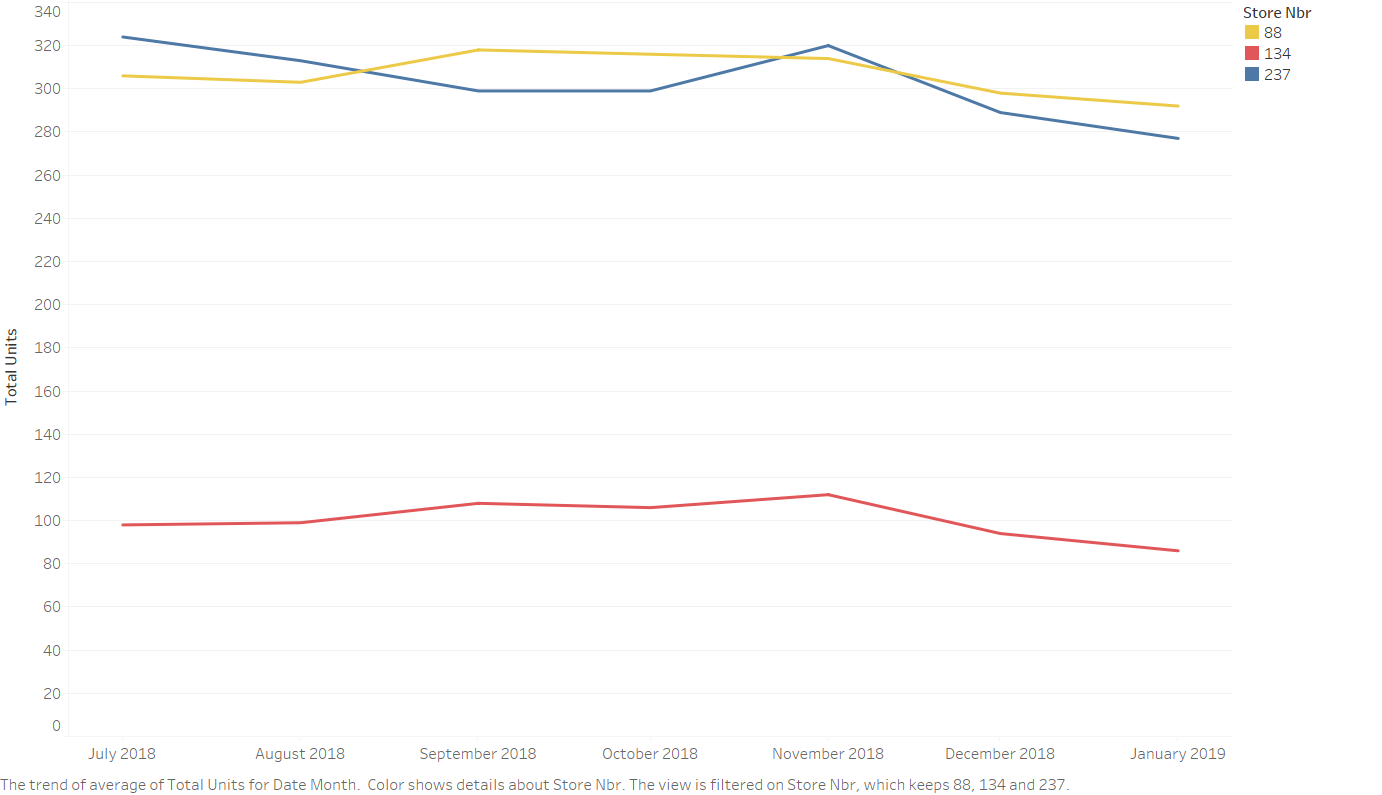 Store Nbr
88
134
237
340
320
300
280
260
240
220
200
180
160
140
120
100
80
60
40
20
0
Total Units
July 2018
August 2018
September 2018
October 2018
November 2018
December 2018
January 2019
The trend of average of Total Units for Date Month.  Color shows details about Store Nbr. The view is filtered on Store Nbr, which keeps 88, 134 and 237.